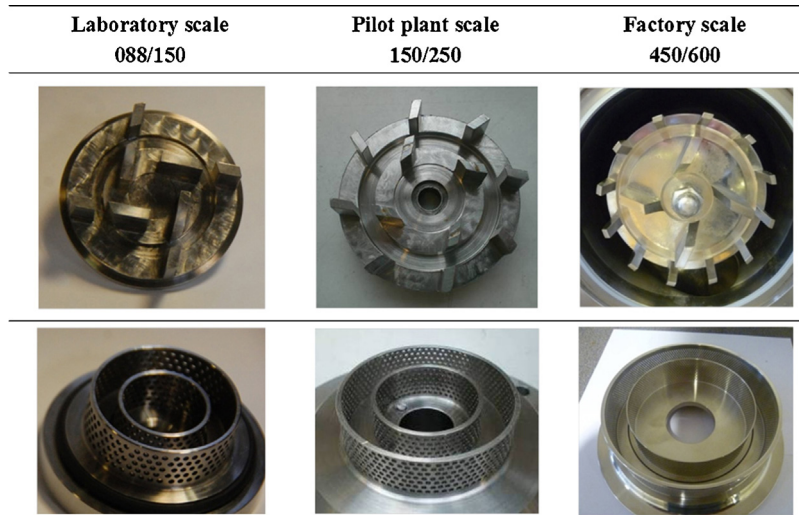 Laboratory scale
088/150
Pilot plant scale
150/250
Factory scale
450/600